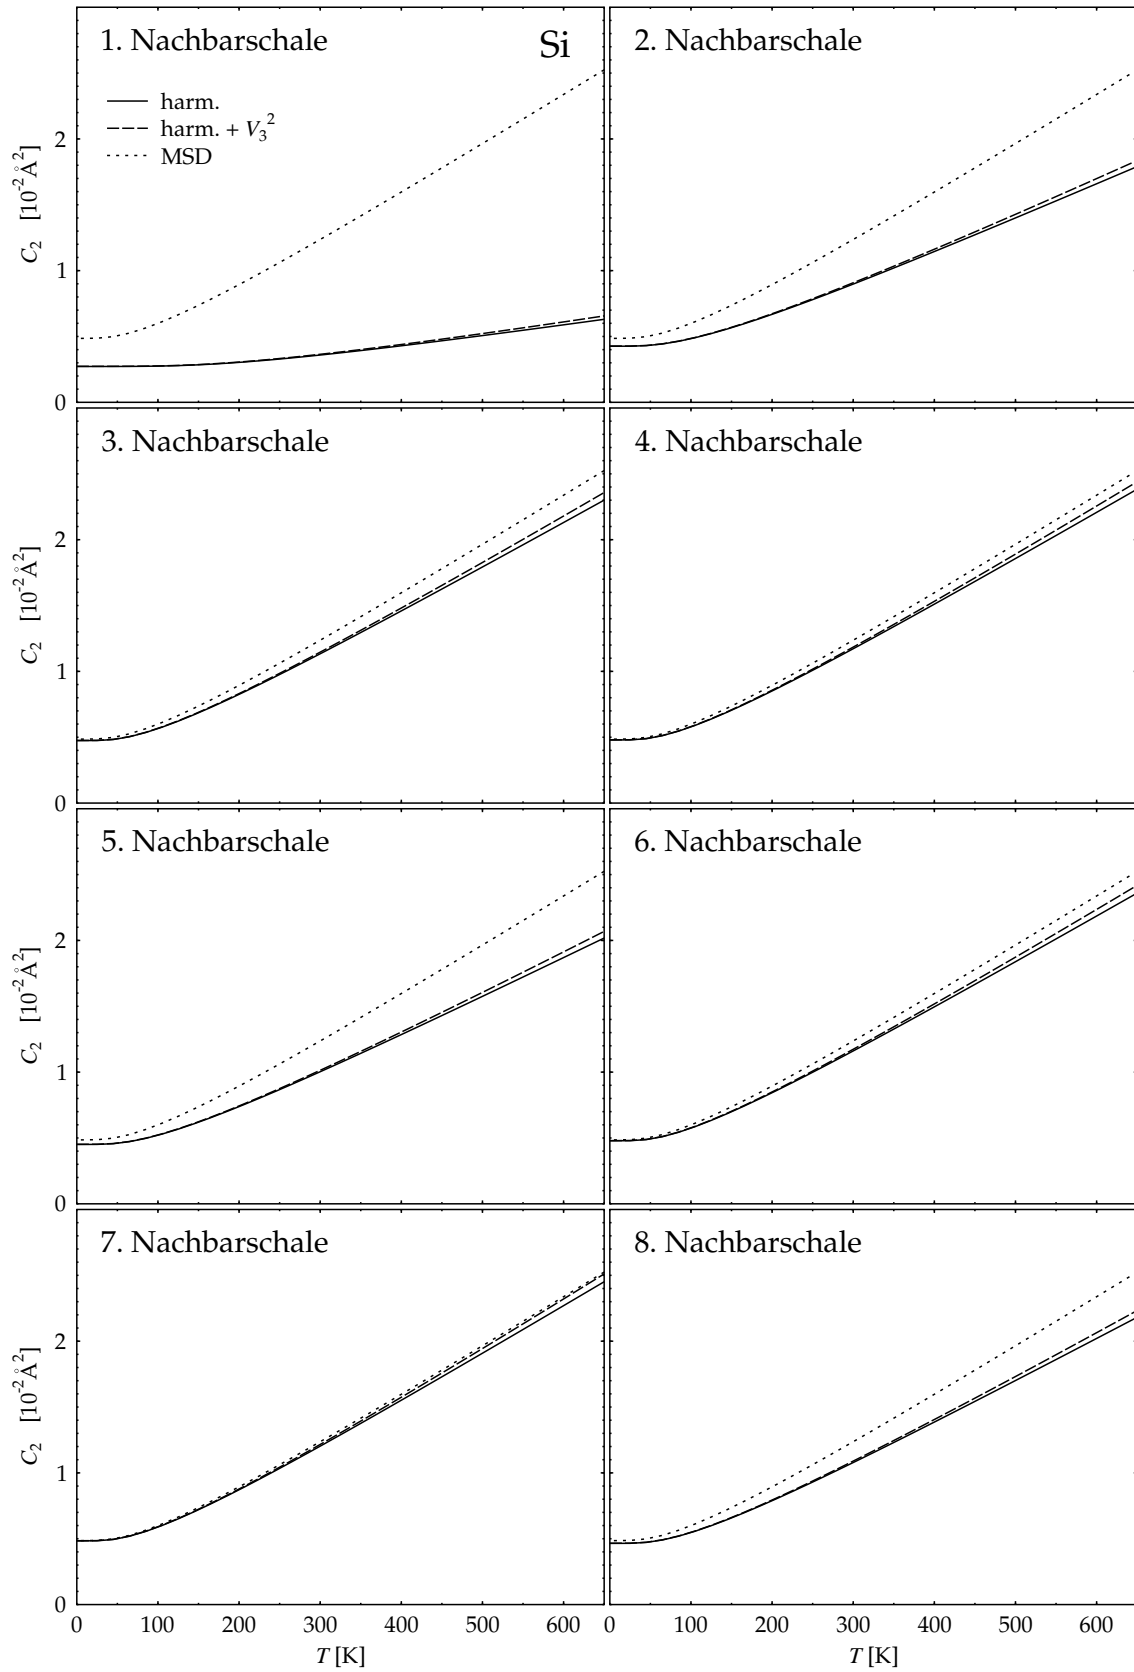 1. Nachbarschale
Si
2. Nachbarschale
harm.
harm. + V₃²
MSD
2
1
0
C₂ [10⁻²Å²]
3. Nachbarschale
4. Nachbarschale
2
1
0
C₂ [10⁻²Å²]
5. Nachbarschale
6. Nachbarschale
2
1
0
C₂ [10⁻²Å²]
7. Nachbarschale
8. Nachbarschale
2
1
0
C₂ [10⁻²Å²]
0 100 200 300 400 500 600
0 100 200 300 400 500 600
T [K]
T [K]